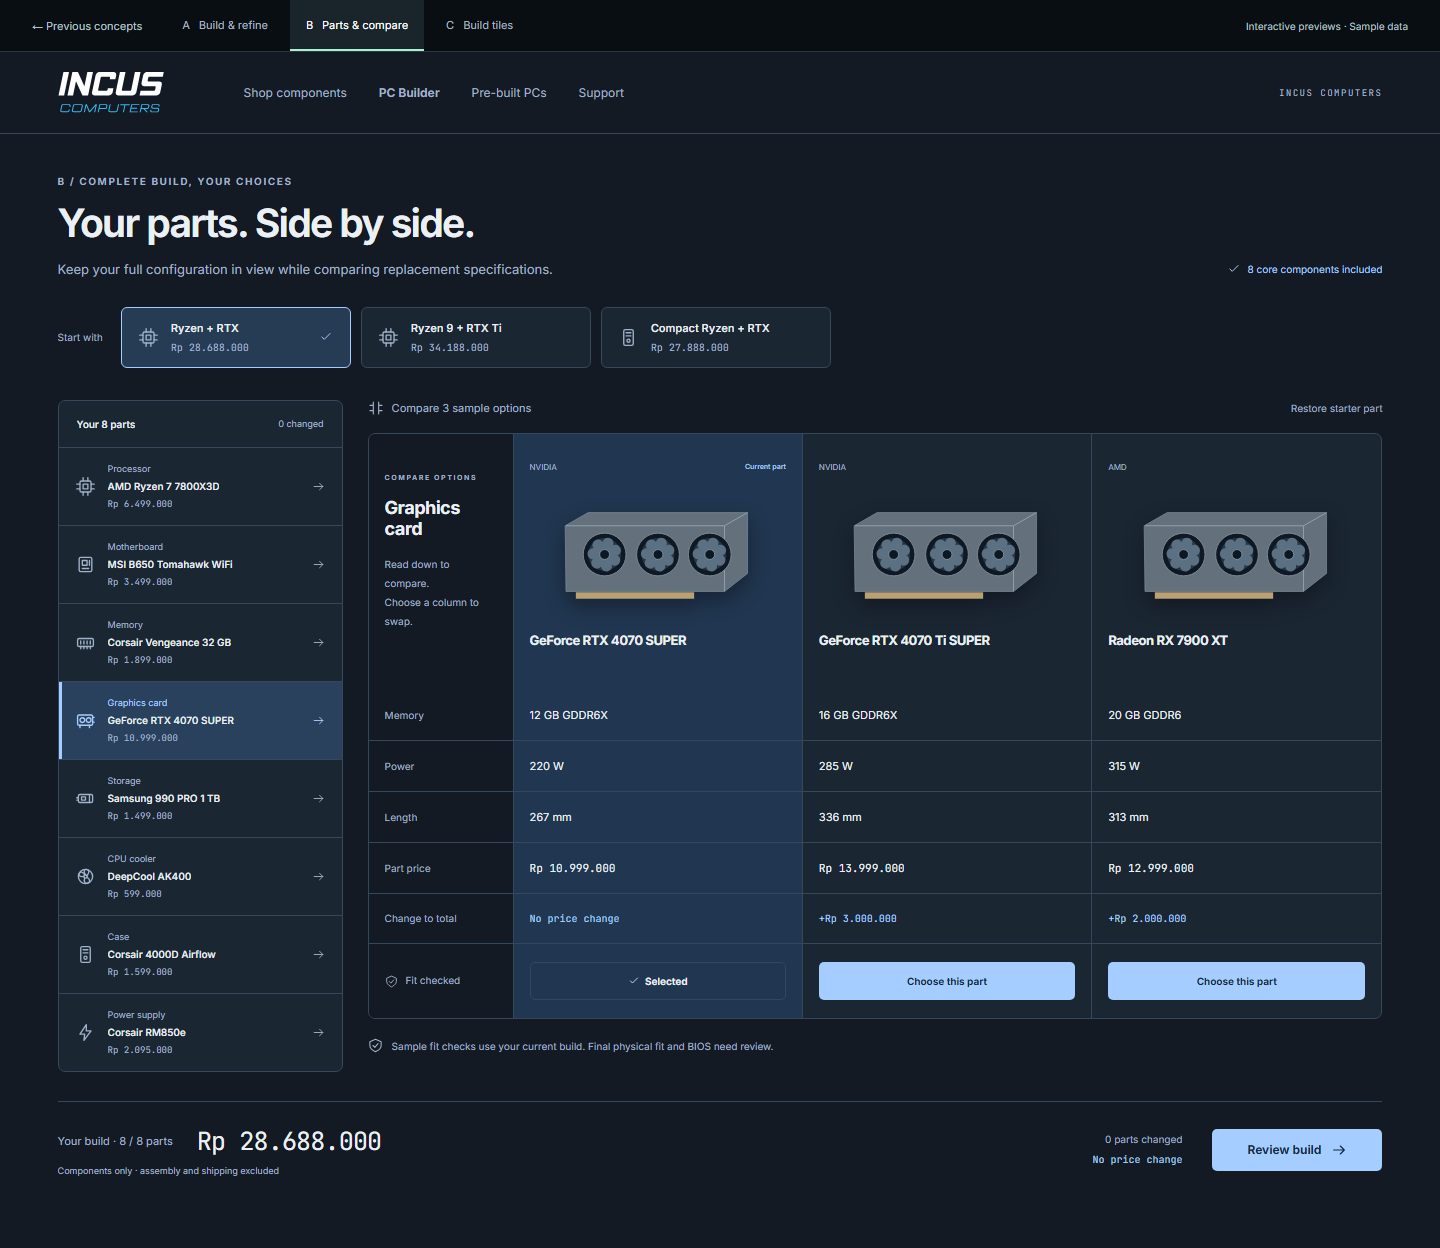 ← Previous concepts
A Build & refine
B Parts & compare
C Build tiles
Interactive previews · Sample data
INCUS
COMPUTERS
Shop components
PC Builder
Pre-built PCs
Support
INCUS COMPUTERS
B / COMPLETE BUILD, YOUR CHOICES
Your parts. Side by side.
Keep your full configuration in view while comparing replacement specifications.
8 core components included
Start with
Ryzen + RTX
Rp 28.688.000
Ryzen 9 + RTX Ti
Rp 34.188.000
Compact Ryzen + RTX
Rp 27.888.000
Your 8 parts
0 changed
Processor
AMD Ryzen 7 7800X3D
Rp 6.499.000
Motherboard
MSI B650 Tomahawk WiFi
Rp 3.499.000
Memory
Corsair Vengeance 32 GB
Rp 1.899.000
Graphics card
GeForce RTX 4070 SUPER
Rp 10.999.000
Storage
Samsung 990 PRO 1 TB
Rp 1.499.000
CPU cooler
DeepCool AK400
Rp 599.000
Case
Corsair 4000D Airflow
Rp 1.599.000
Power supply
Corsair RM850e
Rp 2.095.000
Compare 3 sample options
Restore starter part
COMPARE OPTIONS
Graphics
card
Read down to
compare.
Choose a column to
swap.
NVIDIA
Current part
GeForce RTX 4070 SUPER
NVIDIA
GeForce RTX 4070 Ti SUPER
AMD
Radeon RX 7900 XT
Memory
12 GB GDDR6X
16 GB GDDR6X
20 GB GDDR6
Power
220 W
285 W
315 W
Length
267 mm
336 mm
313 mm
Part price
Rp 10.999.000
Rp 13.999.000
Rp 12.999.000
Change to total
No price change
+Rp 3.000.000
+Rp 2.000.000
Fit checked
Selected
Choose this part
Choose this part
Sample fit checks use your current build. Final physical fit and BIOS need review.
Your build · 8 / 8 parts
Rp 28.688.000
Components only · assembly and shipping excluded
0 parts changed
No price change
Review build →